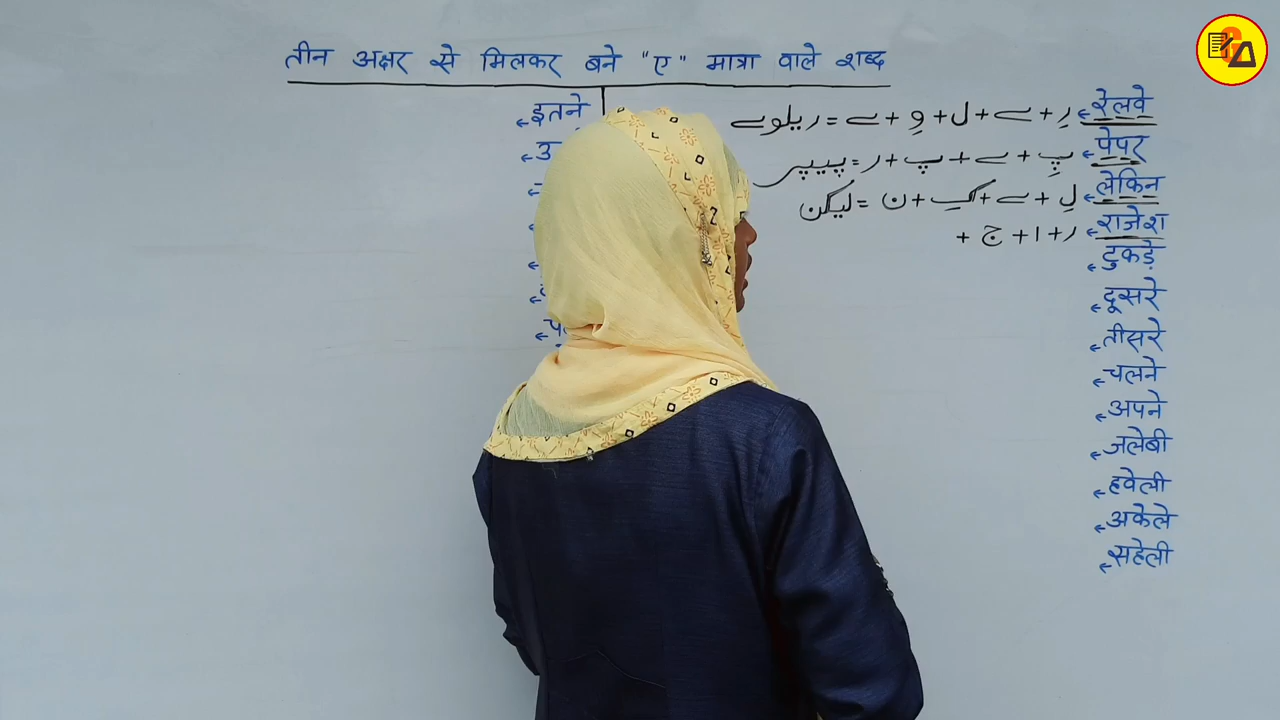 तीन अक्षर से मिलकर बने "ए" मात्रा वाले शब्द
रेलवे ← رِ + ے + ل + وِ + ے = ریلوے
पेपर ← پِ + ے + پ + ر = پیپر
लेकिन ← لِ + ے + کِ + ن = لیکن
राजेश ← ر + ا + ج +
टुकड़े ←
दूसरे ←
तीसरे ←
चलने ←
अपने ←
जलेबी ←
हवेली ←
अकेले ←
सहेली ←
इतने ←